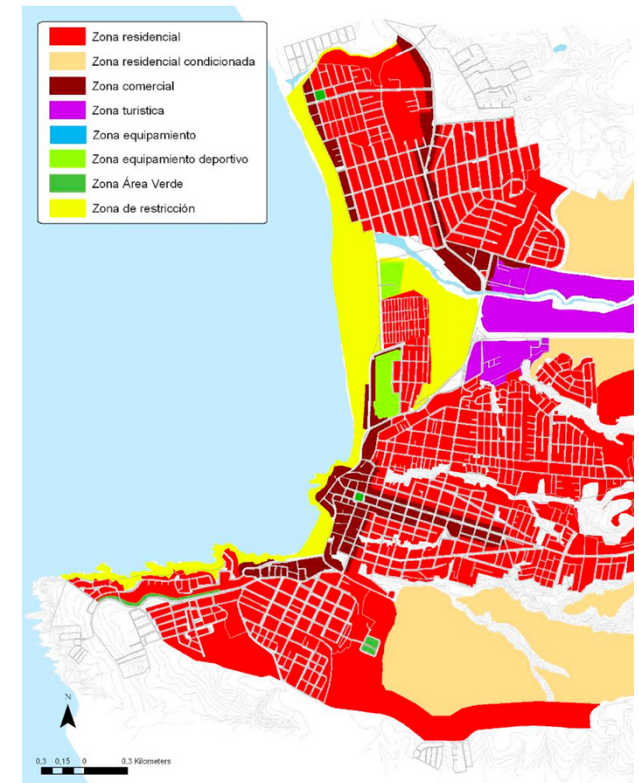 Zona residencial
Zona residencial condicionada
Zona comercial
Zona turistica
Zona equipamiento
Zona equipamiento deportivo
Zona Área Verde
Zona de restricción
N
0,3 0,15 0 0,3 Kilometers